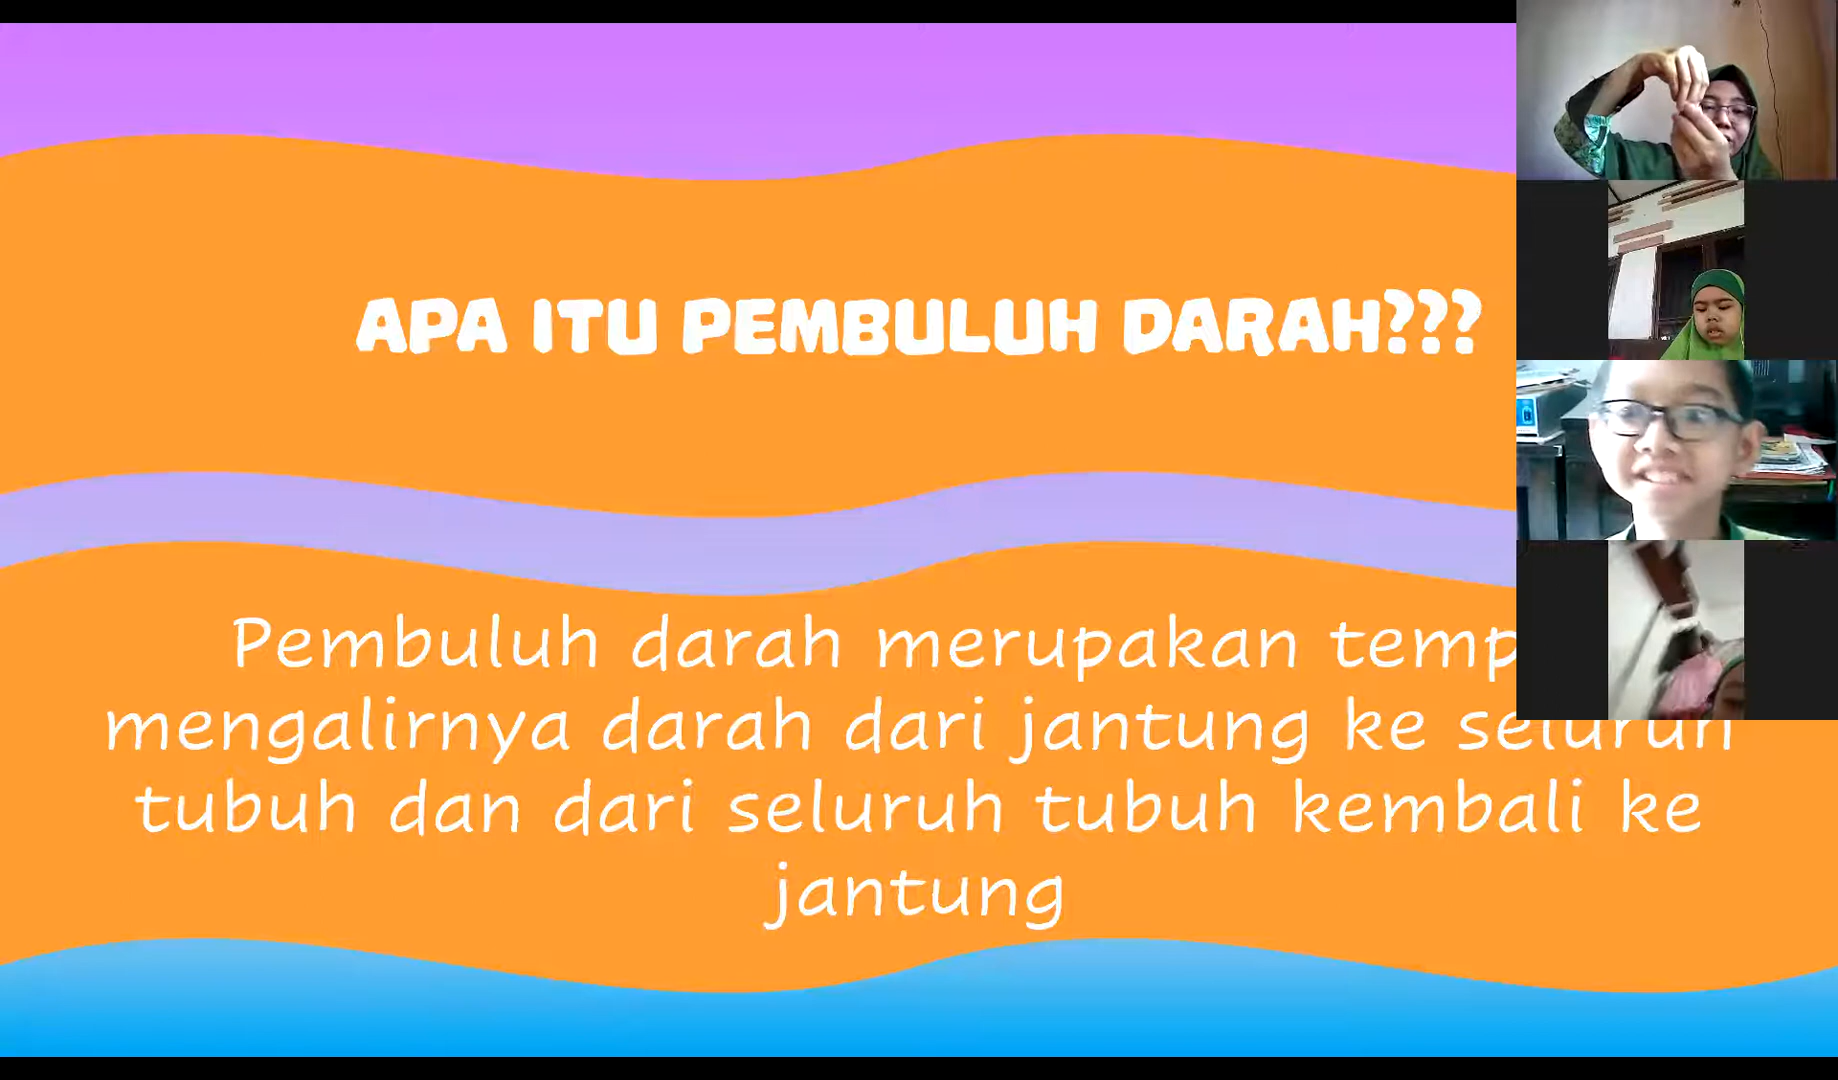 APA ITU PEMBULUH DARAH???
Pembuluh darah merupakan
mengalirnya darah dari jantung ke seluruh
tubuh dan dari seluruh tubuh kembali ke
jantung